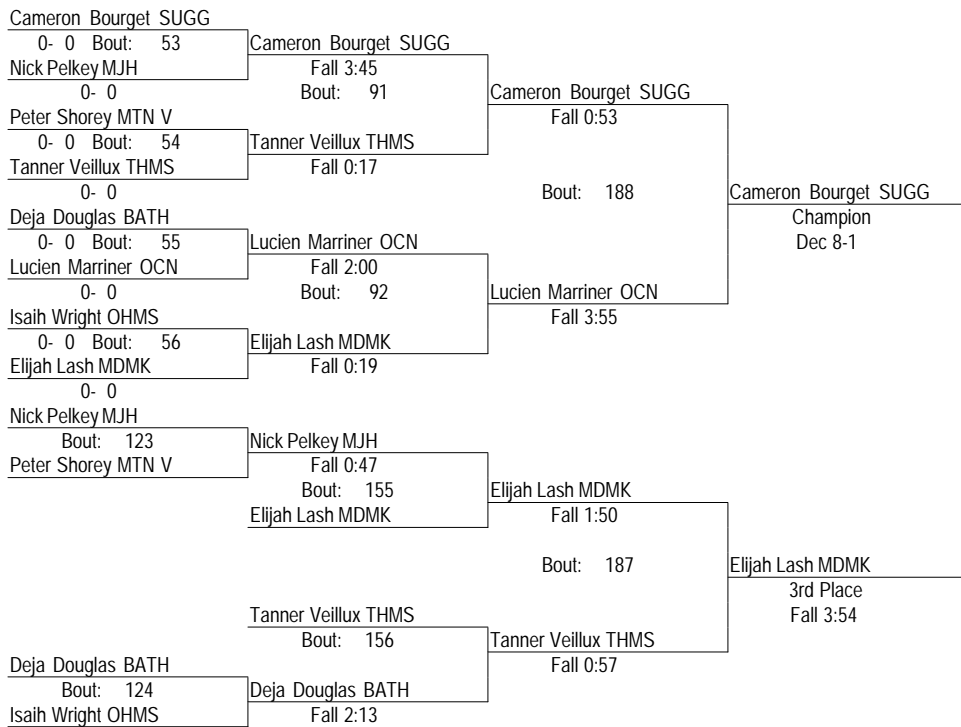 Cameron Bourget SUGG
0- 0 Bout: 53
Cameron Bourget SUGG
Nick Pelkey MJH
Fall 3:45
0- 0
Bout: 91
Cameron Bourget SUGG
Peter Shorey MTN V
Fall 0:53
0- 0 Bout: 54
Tanner Veillux THMS
Tanner Veillux THMS
Fall 0:17
0- 0
Bout: 188
Cameron Bourget SUGG
Deja Douglas BATH
Champion
0- 0 Bout: 55
Lucien Marriner OCN
Dec 8-1
Lucien Marriner OCN
Fall 2:00
0- 0
Bout: 92
Lucien Marriner OCN
Isaih Wright OHMS
Fall 3:55
0- 0 Bout: 56
Elijah Lash MDMK
Elijah Lash MDMK
Fall 0:19
0- 0
Nick Pelkey MJH
Bout: 123
Nick Pelkey MJH
Peter Shorey MTN V
Fall 0:47
Bout: 155
Elijah Lash MDMK
Elijah Lash MDMK
Fall 1:50
Bout: 187
Elijah Lash MDMK
3rd Place
Tanner Veillux THMS
Fall 3:54
Bout: 156
Tanner Veillux THMS
Deja Douglas BATH
Fall 0:57
Bout: 124
Deja Douglas BATH
Isaih Wright OHMS
Fall 2:13